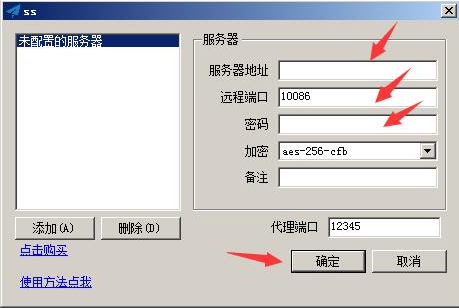 ss
未配置的服务器
服务器
服务器地址
远程端口 10086
密码
加密 aes-256-cfb
备注
添加(A) 删除(D)
代理端口 12345
点击购买
确定 取消
使用方法点我